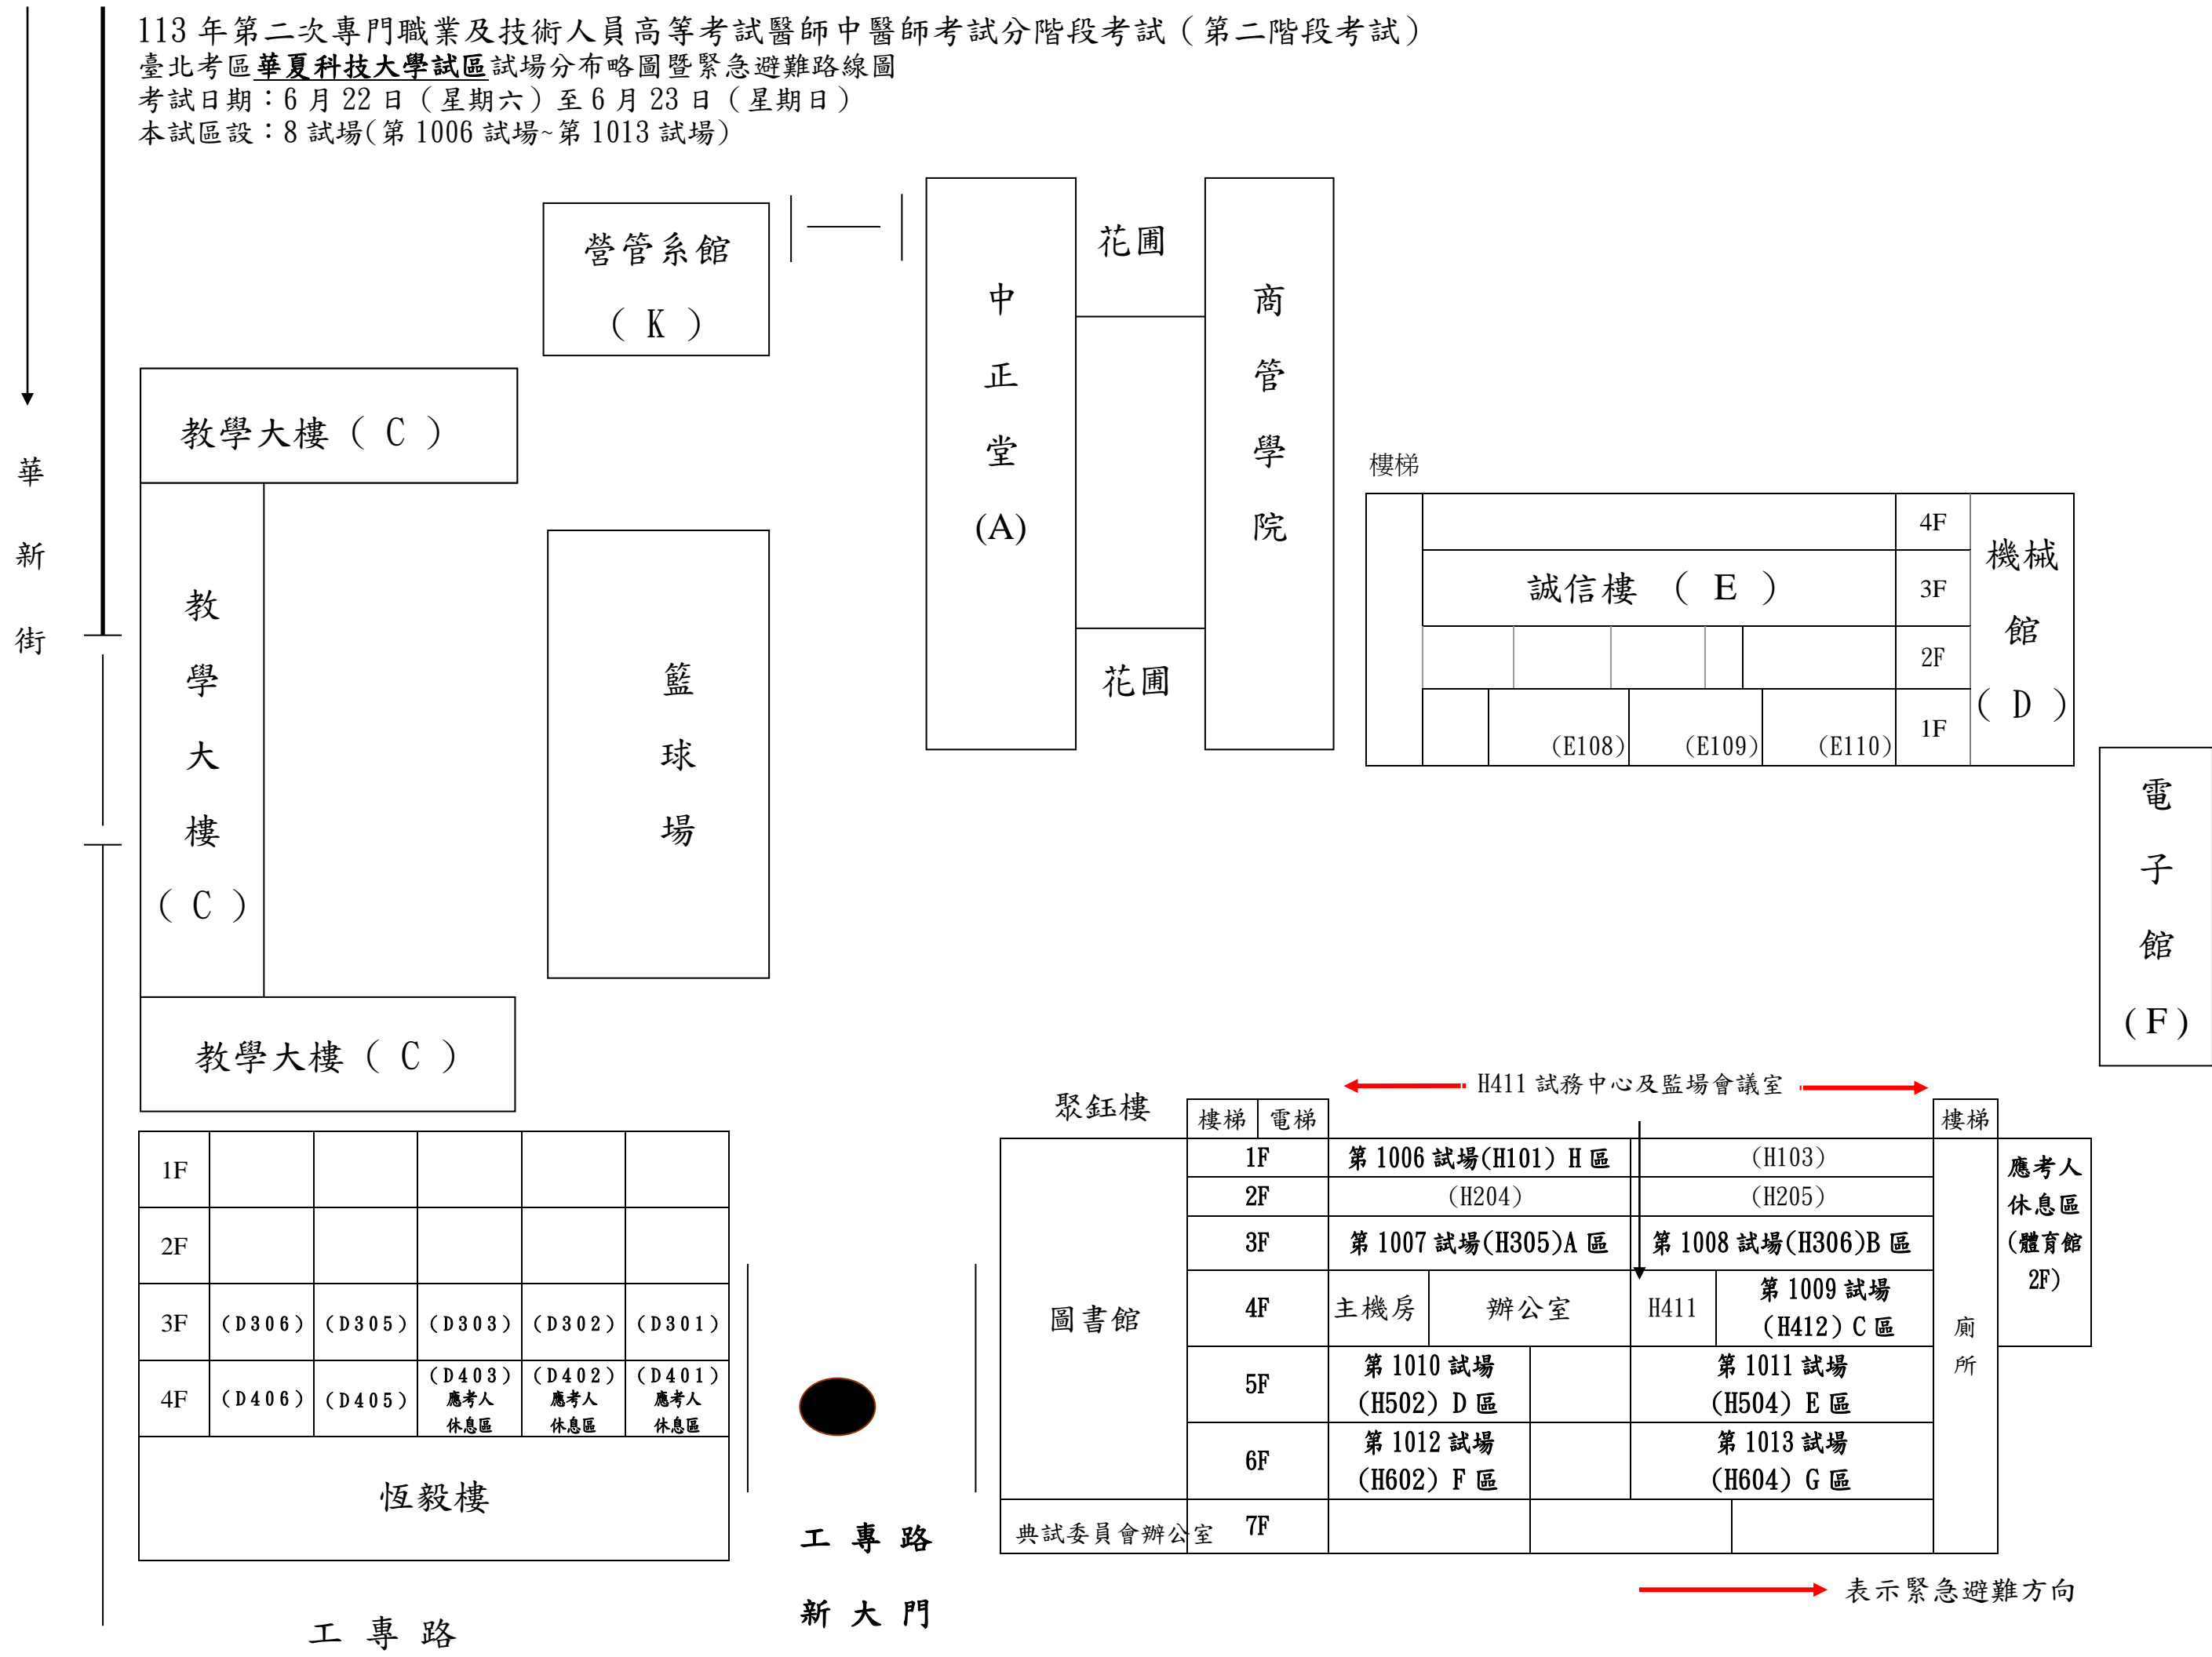 113 年第二次專門職業及技術人員高等考試醫師中醫師考試分階段考試（第二階段考試）
臺北考區華夏科技大學試區試場分布略圖暨緊急避難路線圖
考試日期：6 月 22 日（星期六）至 6 月 23 日（星期日）
本試區設：8 試場(第 1006 試場~第 1013 試場)
華
新
街
營管系館
( K )
教學大樓（ C ）
教
學
大
樓
( C )
教學大樓（ C ）
籃
球
場
中
正
堂
(A)
花圃
花圃
商
管
學
院
樓梯
4F
誠信樓 （ E ） 3F
2F
(E108) (E109) (E110) 1F
機械
館
( D )
電
子
館
( F )
1F
2F
3F (D306) (D305) (D303) (D302) (D301)
4F (D406) (D405) (D403) (D402) (D401)
應考人 應考人 應考人
休息區 休息區 休息區
恆毅樓
工 專 路
工 專 路
新 大 門
H411 試務中心及監場會議室
聚鈺樓
樓梯 電梯 樓梯
圖書館
1F 第 1006 試場(H101) H 區 (H103)
2F (H204) (H205)
3F 第 1007 試場(H305)A 區 第 1008 試場(H306)B 區
4F 主機房 辦公室 H411 第 1009 試場
(H412) C 區
5F 第 1010 試場 第 1011 試場
(H502) D 區 (H504) E 區
6F 第 1012 試場 第 1013 試場
(H602) F 區 (H604) G 區
典試委員會辦公室 7F
廁
所
應考人
休息區
(體育館
2F)
表示緊急避難方向